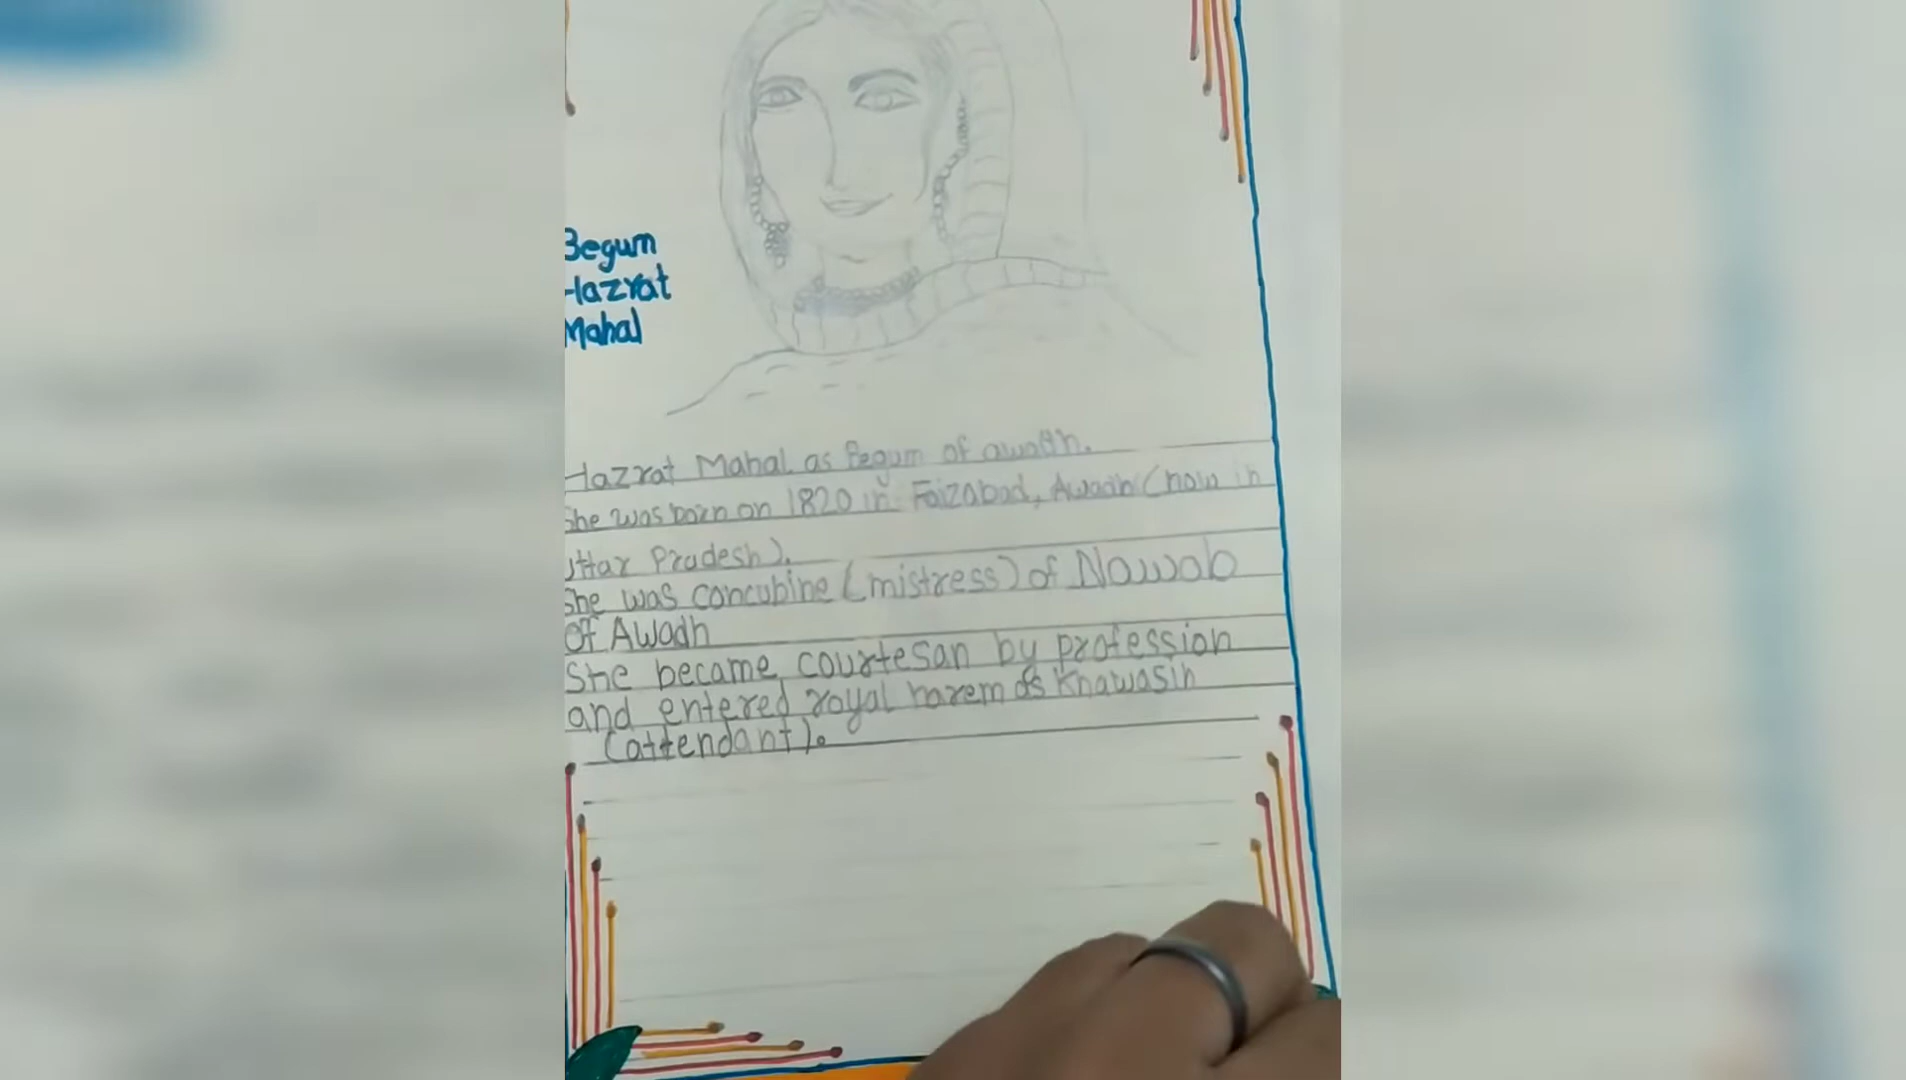 Begum
Hazrat
Mahal
Hazrat Mahal as Begum of awadh.
She was born on 1820 in Faizabad, Awadh (now in
Uttar Pradesh).
She was concubine (mistress) of Nawab
of Awadh
She became courtesan by profession
and entered royal harem as Khawasin
(attendant).